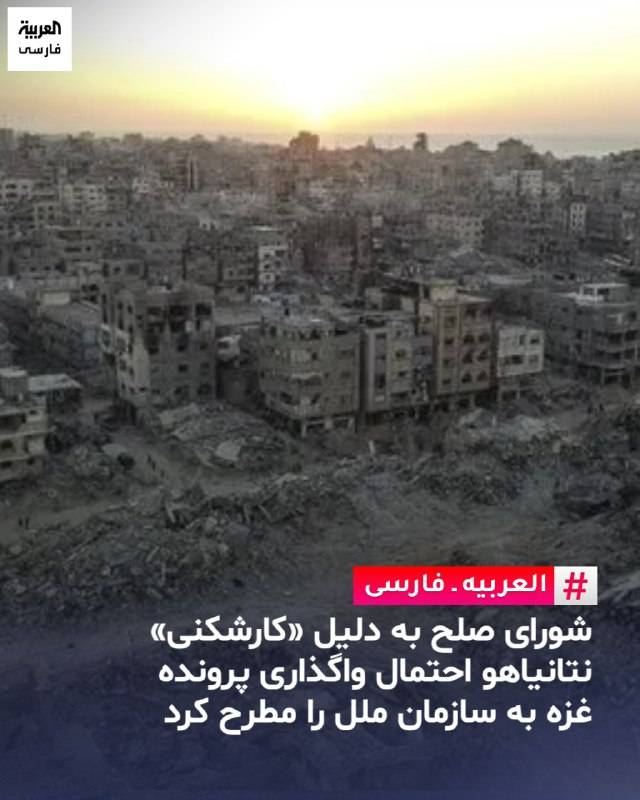 العربیة
فارسی
# العربیه ـ فارسی
شورای صلح به دلیل «کارشکنی»
نتانیاهو احتمال واگذاری پرونده
غزه به سازمان ملل را مطرح کرد